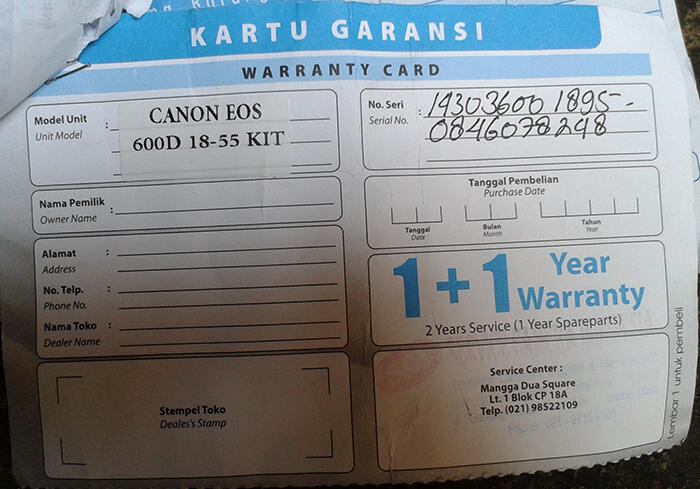 KARTU GARANSI
WARRANTY CARD
Model Unit :
Unit Model
CANON EOS
600D 18-55 KIT
No. Seri :
Serial No.
193036001895-
0846078248
Nama Pemilik :
Owner Name
Tanggal Pembelian
Purchase Date
Tanggal
Date
Bulan
Month
Tahun
Year
Alamat :
Address
No. Telp. :
Phone No.
Nama Toko :
Dealer Name
1+1 Year
Warranty
2 Years Service (1 Year Spareparts)
Stempel Toko
Deales's Stamp
Service Center :
Mangga Dua Square
Lt. 1 Blok CP 18A
Telp. (021) 98522109
Lembar 1 untuk pembeli